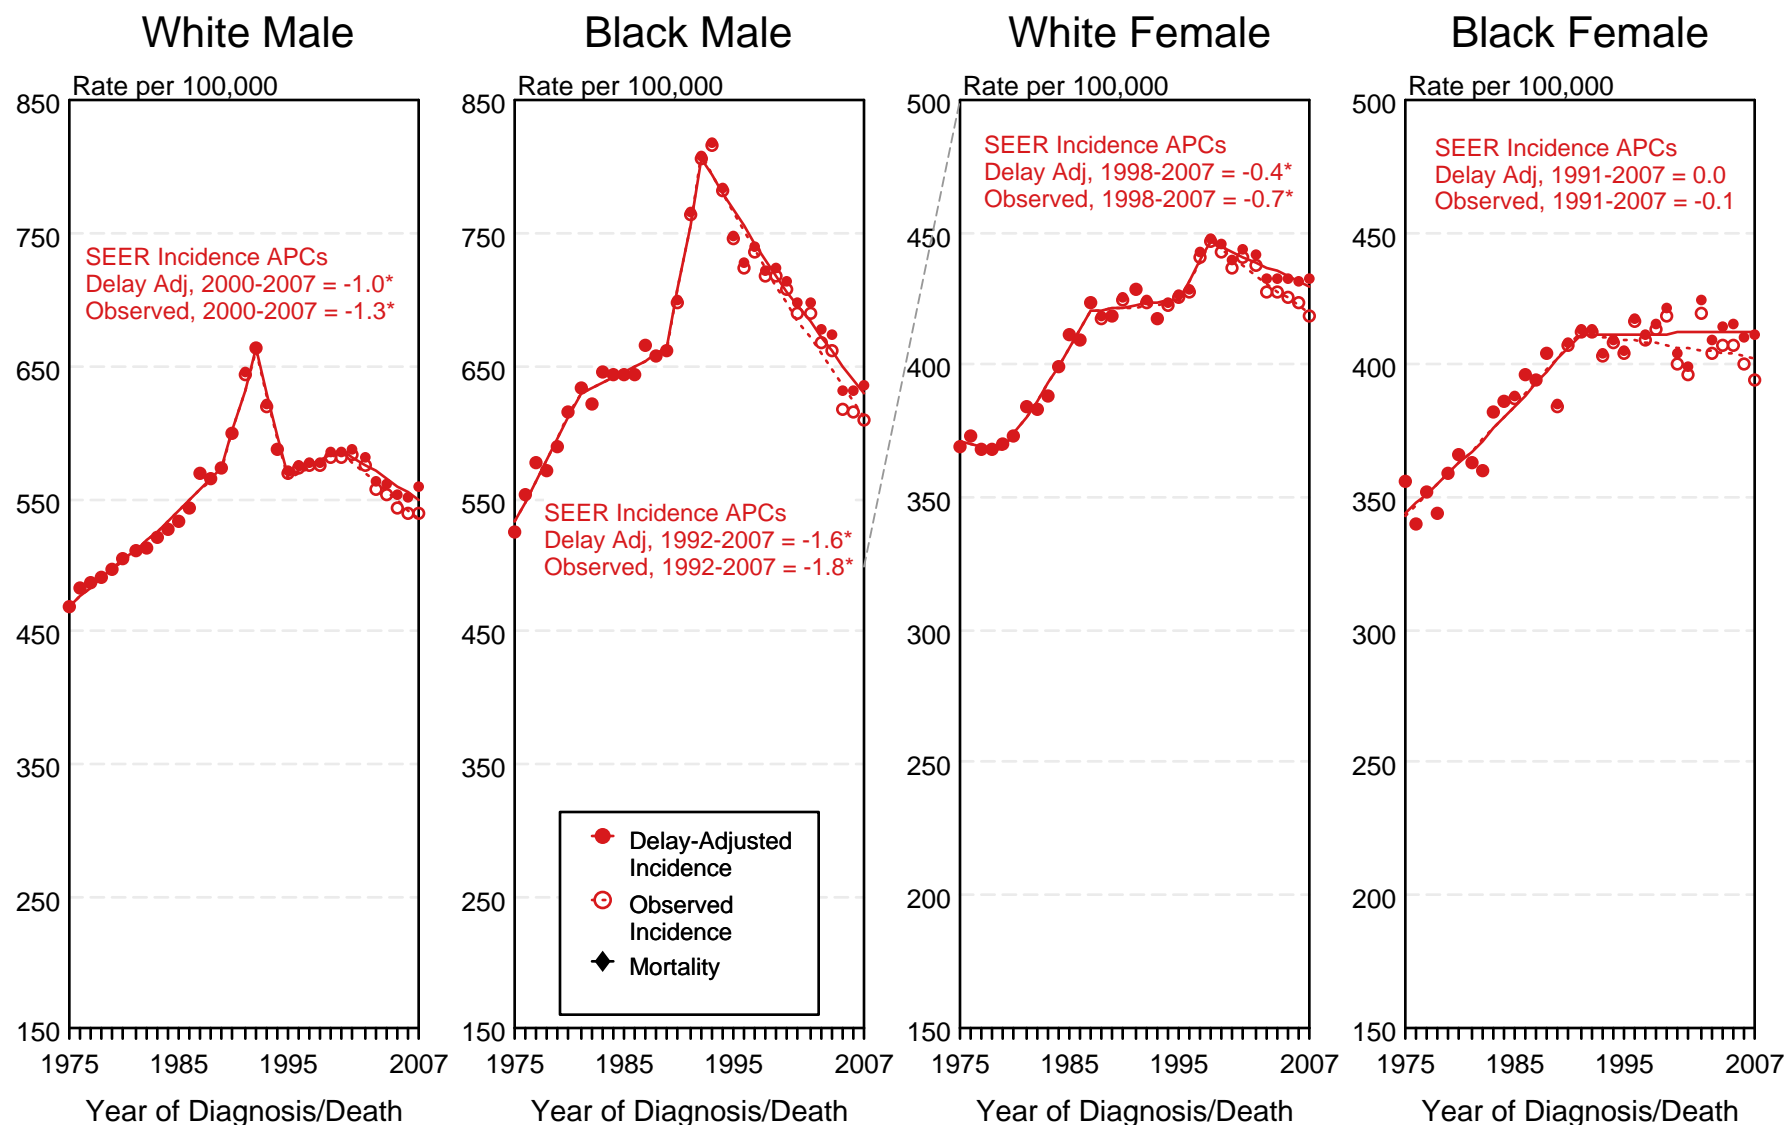 White Male
Black Male
White Female
Black Female
Rate per 100,000
Rate per 100,000
Rate per 100,000
Rate per 100,000
850
750
650
550
450
350
250
150
SEER Incidence APCs
Delay Adj, 2000-2007 = -1.0*
Observed, 2000-2007 = -1.3*
1975
1985
1995
2007
Year of Diagnosis/Death
850
750
650
550
450
350
250
150
SEER Incidence APCs
Delay Adj, 1992-2007 = -1.6*
Observed, 1992-2007 = -1.8*
Delay-Adjusted
Incidence
Observed
Incidence
Mortality
1975
1985
1995
2007
Year of Diagnosis/Death
500
450
400
350
300
250
200
150
SEER Incidence APCs
Delay Adj, 1998-2007 = -0.4*
Observed, 1998-2007 = -0.7*
1975
1985
1995
2007
Year of Diagnosis/Death
500
450
400
350
300
250
200
150
SEER Incidence APCs
Delay Adj, 1991-2007 = 0.0
Observed, 1991-2007 = -0.1
1975
1985
1995
2007
Year of Diagnosis/Death